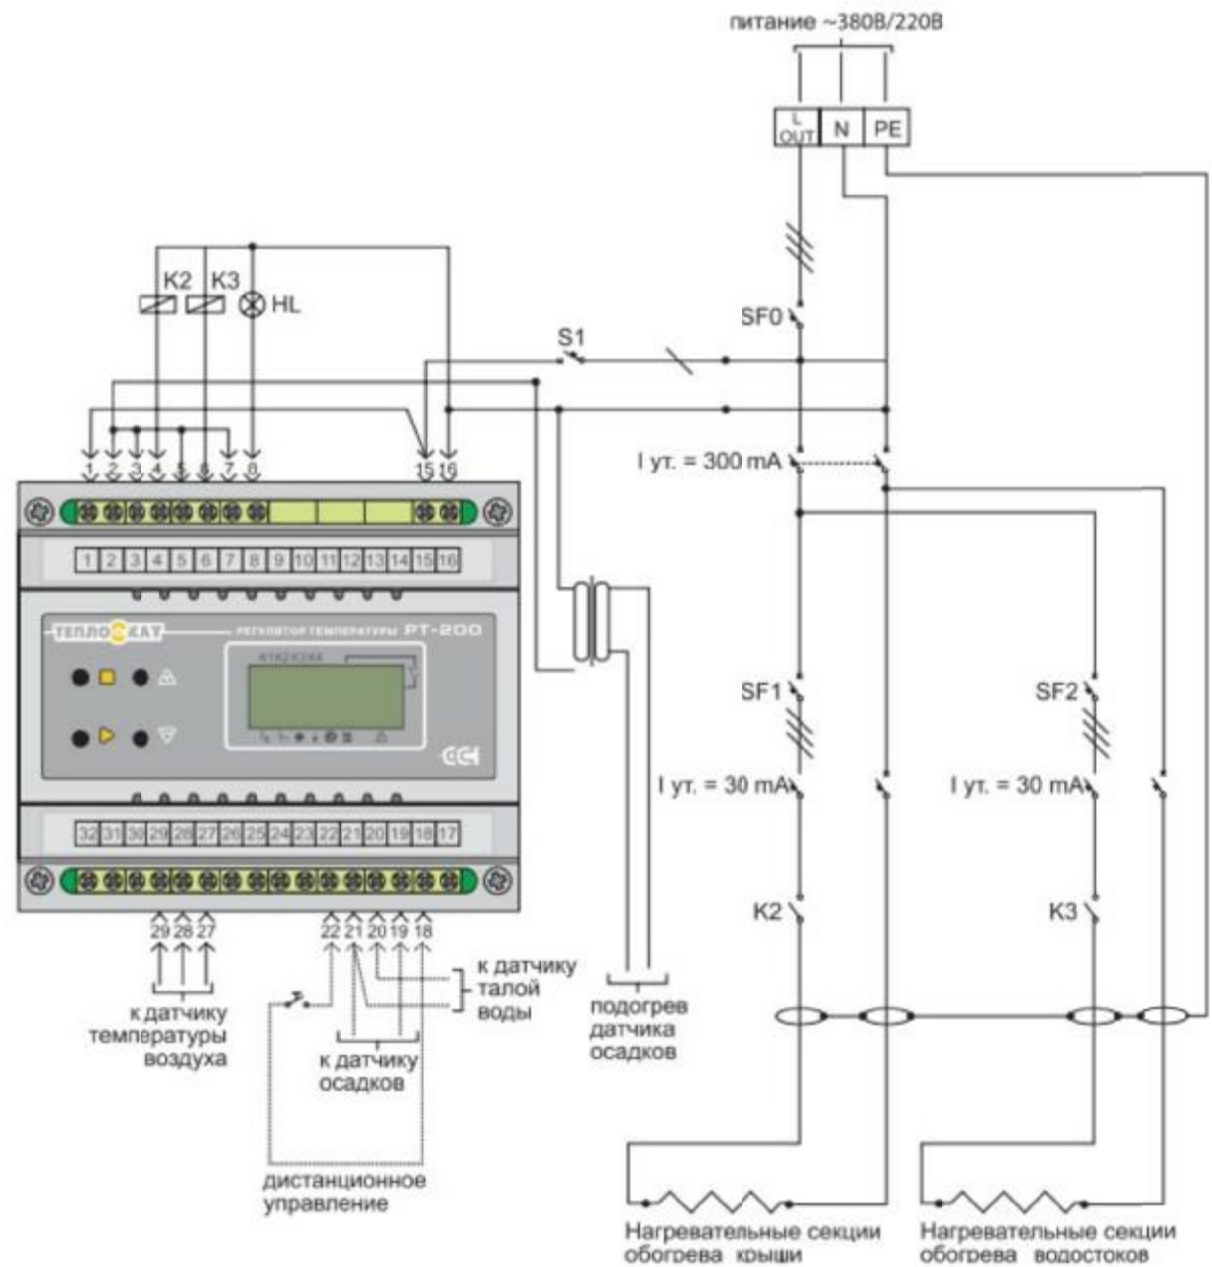 питание ~380В/220В
L
OUT
N
PE
K2
K3
HL
S1
SF0
I ут. = 300 mA
1 2 3 4 5 6 7 8
15 16
1 2 3 4 5 6 7 8 9 10 11 12 13 14 15 16
ТЕПЛОСКАТ
РЕГУЛЯТОР ТЕМПЕРАТУРЫ РТ-200
K1K2K3K4
ССТ
SF1
SF2
I ут. = 30 mA
I ут. = 30 mA
32 31 30 29 28 27 26 25 24 23 22 21 20 19 18 17
K2
K3
29 28 27
22 21 20 19 18
к датчику
температуры
воздуха
к датчику
осадков
к датчику
талой
воды
подогрев
датчика
осадков
дистанционное
управление
Нагревательные секции
обогрева крыши
Нагревательные секции
обогрева водостоков